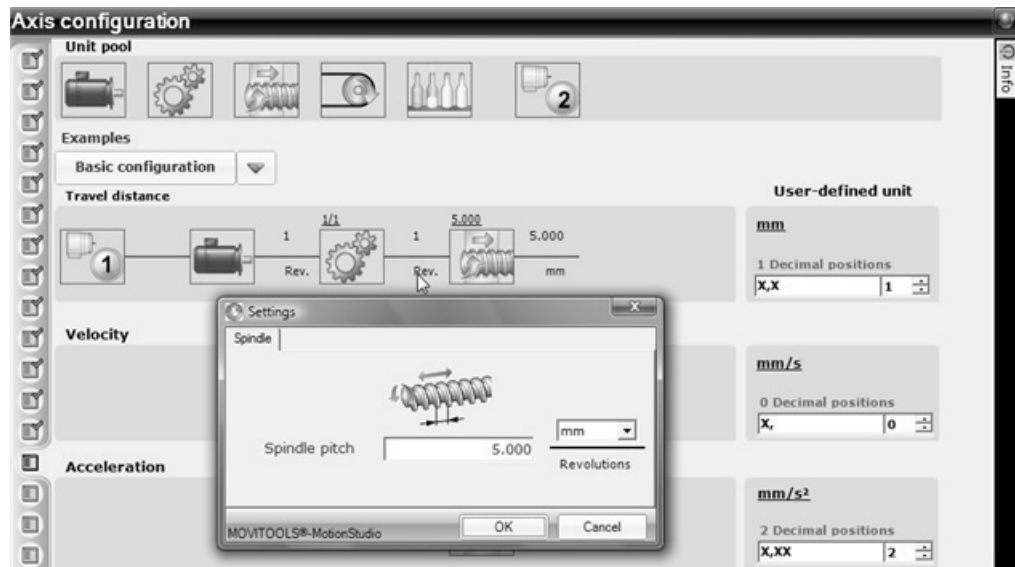 Axis configuration
Info
Unit pool
2
Examples
Basic configuration
Travel distance
User-defined unit
1
1
Rev.
1/1
1
Rev.
5.000
5.000
mm
mm
1 Decimal positions
X,X 1
Settings
Spindle
Spindle pitch 5.000 mm
Revolutions
MOVITOOLS®-MotionStudio OK Cancel
Velocity
mm/s
0 Decimal positions
X, 0
Acceleration
mm/s²
2 Decimal positions
X,XX 2